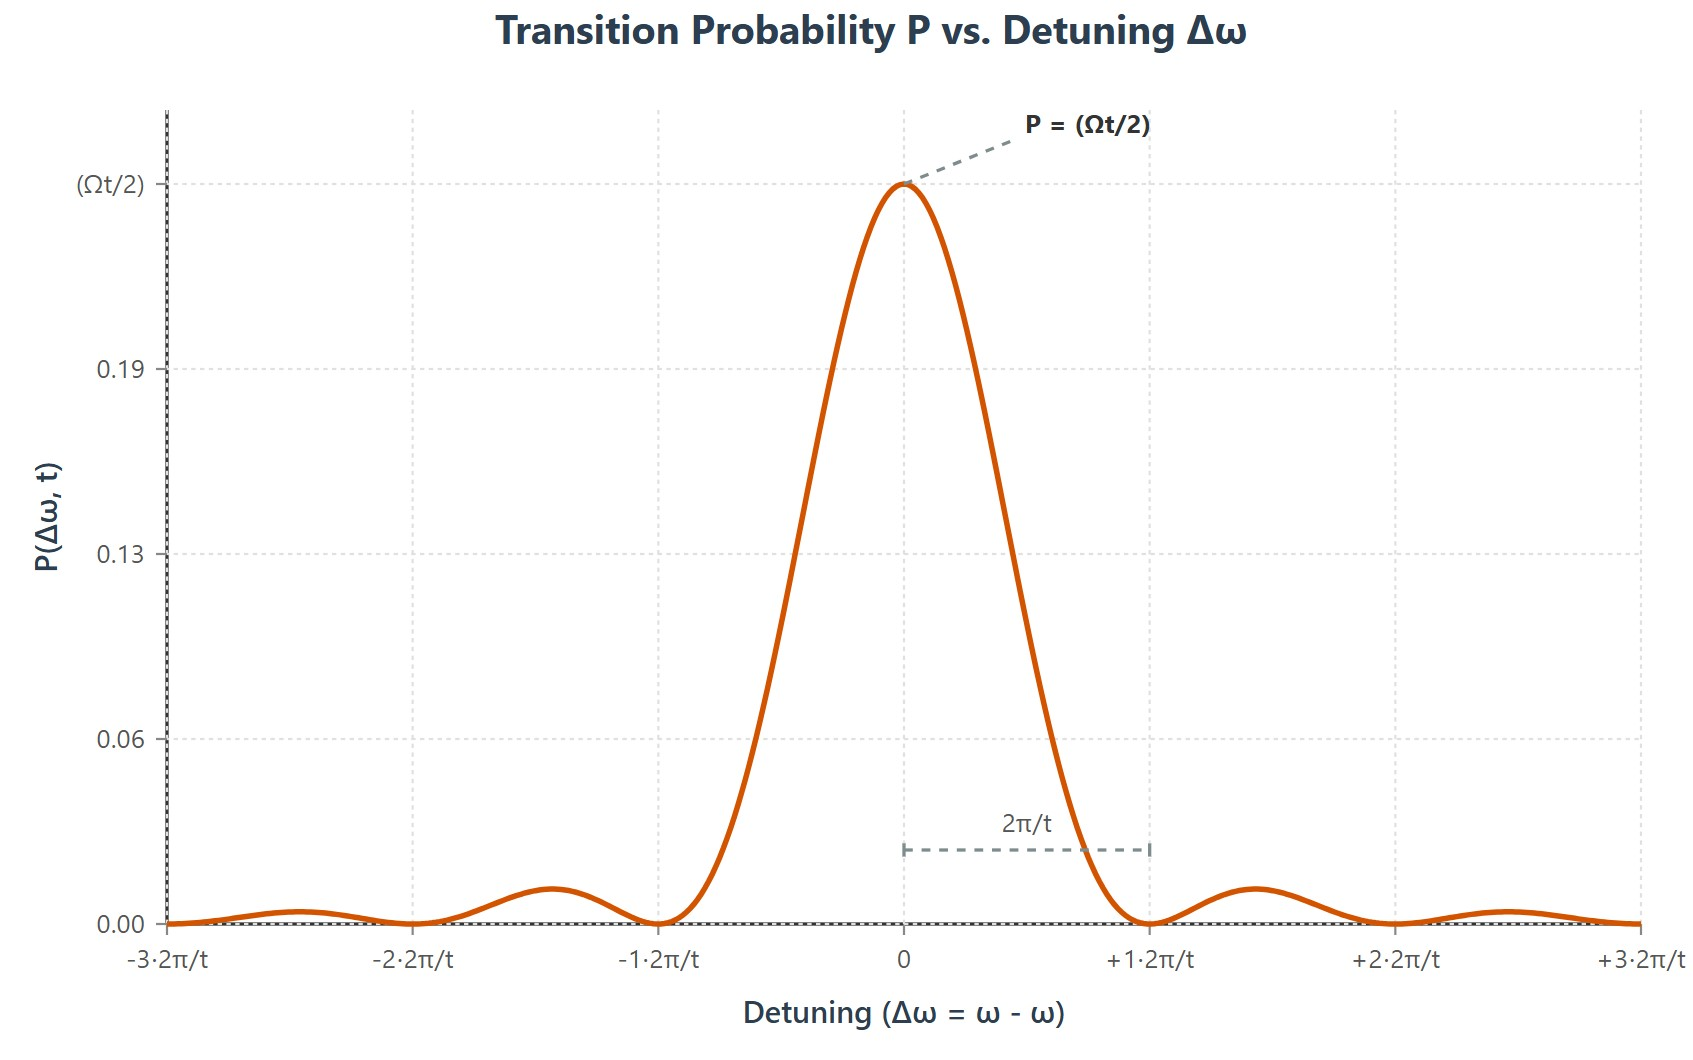 Transition Probability P vs. Detuning Δω
P = (Ωt/2)
(Ωt/2)
0.19
0.13
0.06
0.00
P(Δω, t)
2π/t
-3·2π/t -2·2π/t -1·2π/t 0 +1·2π/t +2·2π/t +3·2π/t
Detuning (Δω = ω - ω)